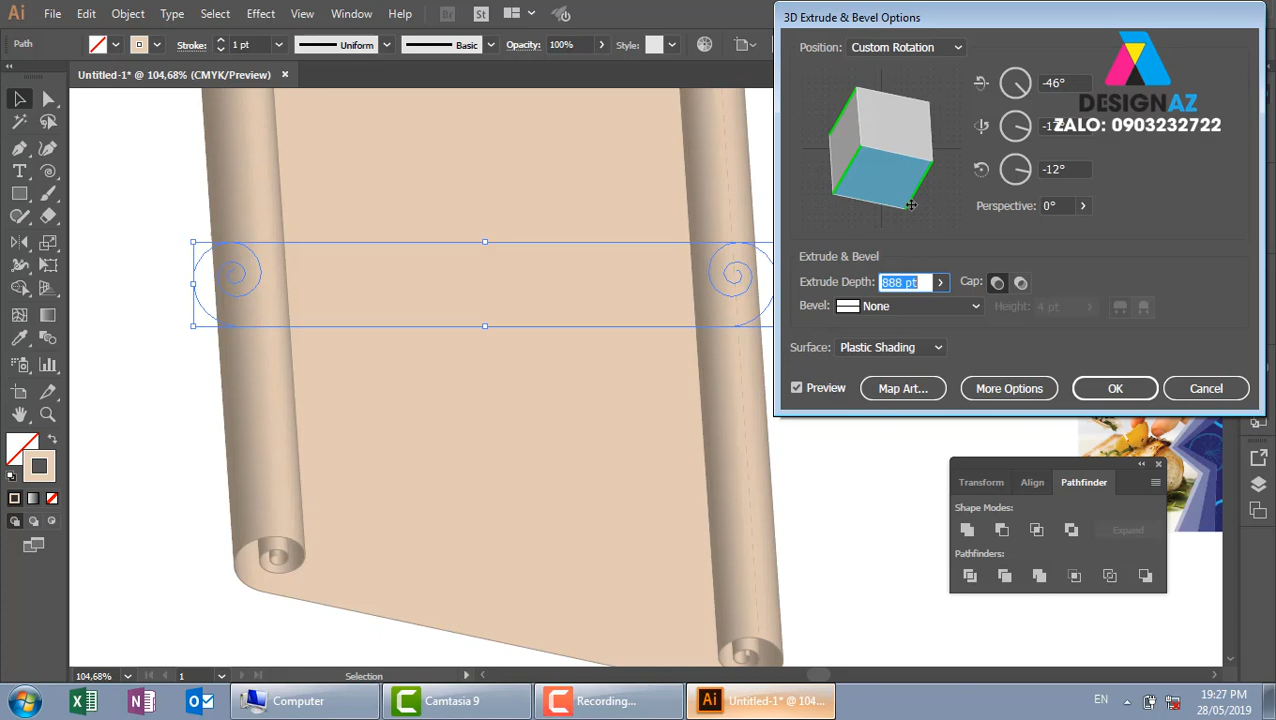 Ai File Edit Object Type Select Effect View Window Help Br St
3D Extrude & Bevel Options
Path Stroke: 1 pt Uniform Basic Opacity: 100% Style:
Position: Custom Rotation
Untitled-1* @ 104,68% (CMYK/Preview)
-46°
DESIGNAZ
ZALO: 0903232722
-12°
Perspective: 0°
Extrude & Bevel
Extrude Depth: 888 pt Cap:
Bevel: None Height: 4 pt
Surface: Plastic Shading
Preview Map Art... More Options OK Cancel
Transform Align Pathfinder
Shape Modes:
Expand
Pathfinders:
104,68% 1 Selection
Computer Camtasia 9 Recording... Ai Untitled-1* @ 104... EN 19:27 PM
28/05/2019